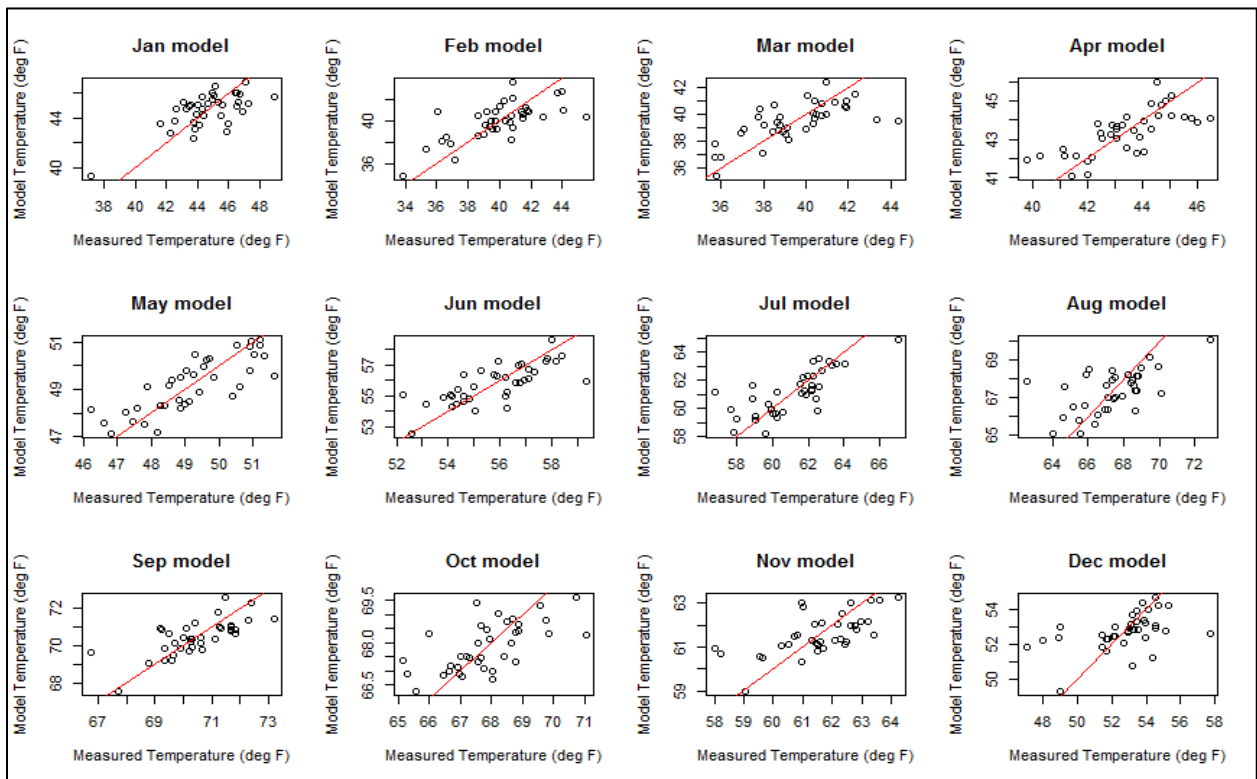 Jan model
Model Temperature (deg F )
44
40
38 40 42 44 46 48
Measured Temperature (deg F )
Feb model
Model Temperature (deg F )
40
36
34 36 38 40 42 44
Measured Temperature (deg F )
Mar model
Model Temperature (deg F )
42
40
38
36
36 38 40 42 44
Measured Temperature (deg F )
Apr model
Model Temperature (deg F )
45
43
41
40 42 44 46
Measured Temperature (deg F )
May model
Model Temperature (deg F )
51
49
47
46 47 48 49 50 51
Measured Temperature (deg F )
Jun model
Model Temperature (deg F )
57
55
53
52 54 56 58
Measured Temperature (deg F )
Jul model
Model Temperature (deg F )
64
62
60
58
58 60 62 64 66
Measured Temperature (deg F )
Aug model
Model Temperature (deg F )
69
67
65
64 66 68 70 72
Measured Temperature (deg F )
Sep model
Model Temperature (deg F )
72
70
68
67 69 71 73
Measured Temperature (deg F )
Oct model
Model Temperature (deg F )
69.5
68.0
66.5
65 66 67 68 69 70 71
Measured Temperature (deg F )
Nov model
Model Temperature (deg F )
63
61
59
58 59 60 61 62 63 64
Measured Temperature (deg F )
Dec model
Model Temperature (deg F )
54
52
50
48 50 52 54 56 58
Measured Temperature (deg F )